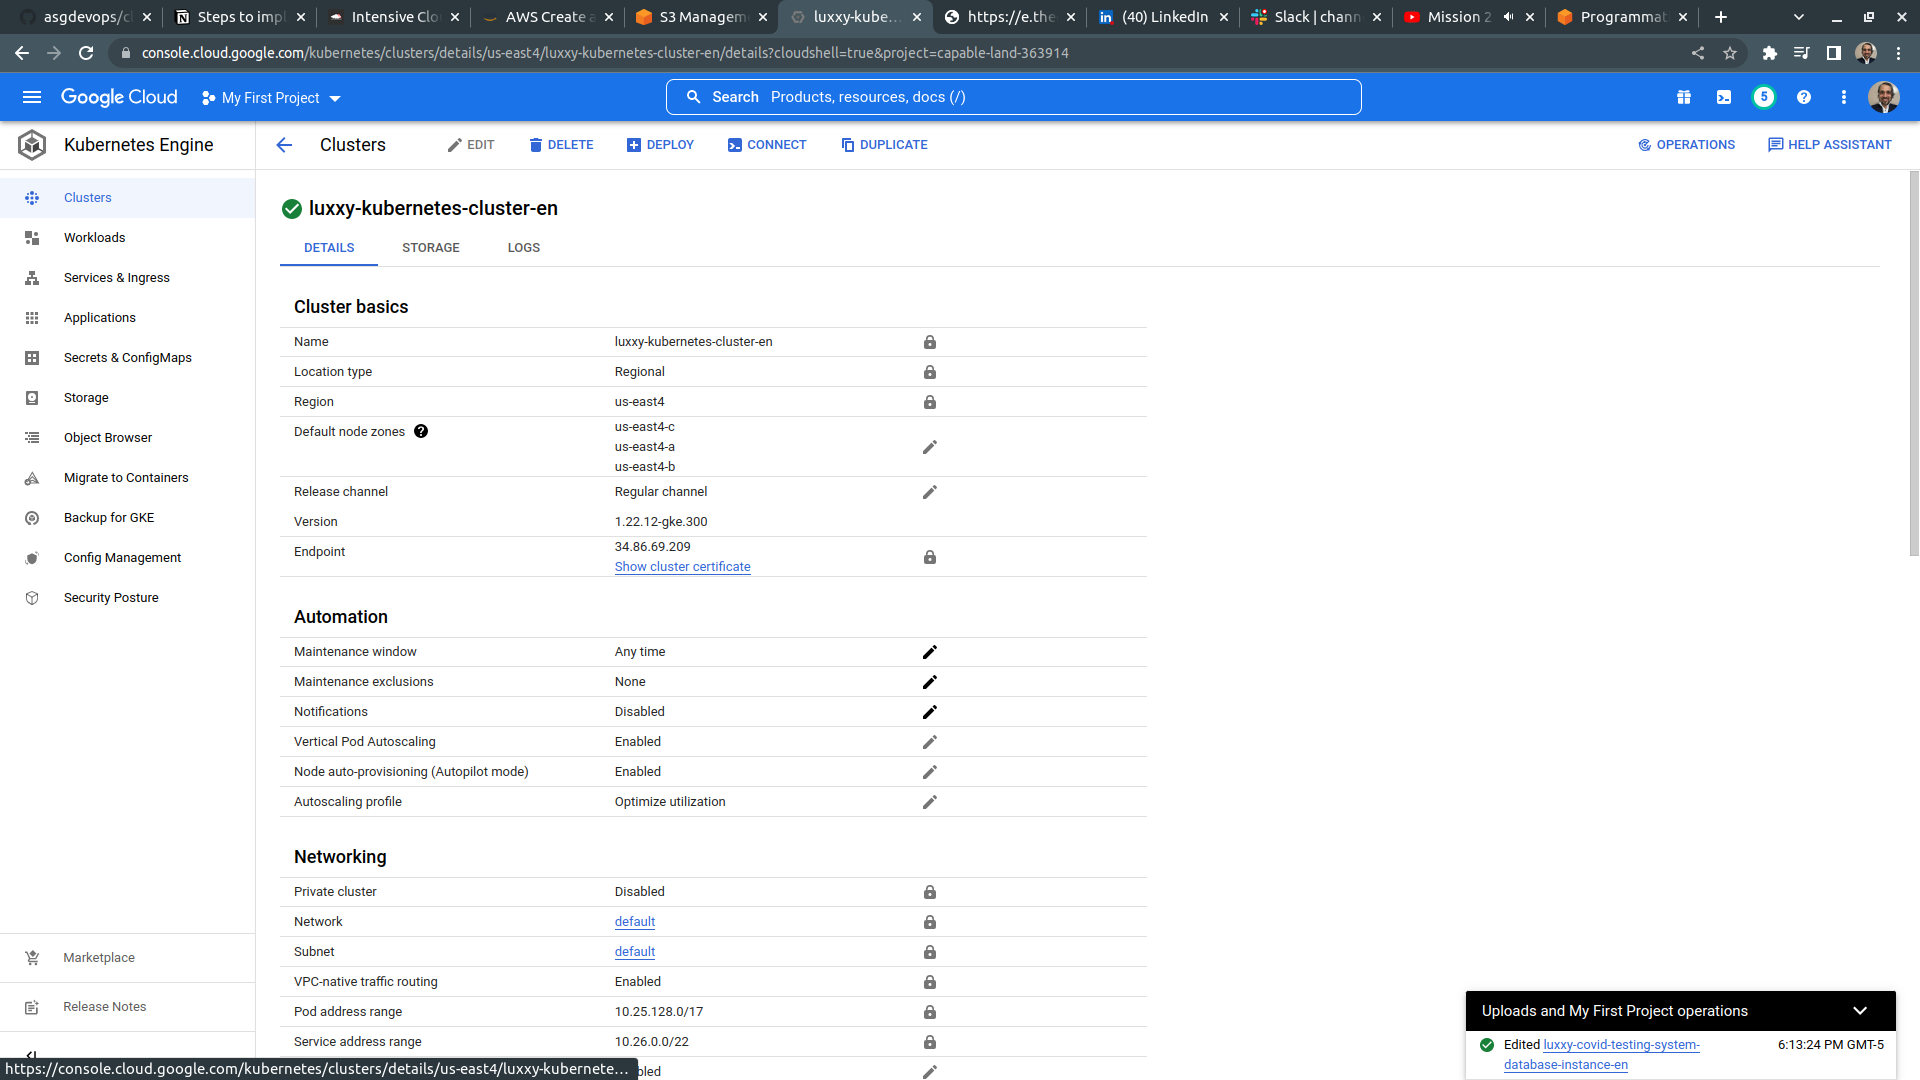 asgdevops/cl
Steps to impl
Intensive Clo
AWS Create a
S3 Manageme
luxxy-kube...
https://e.the
(40) LinkedIn
Slack | chann
Mission 2
Programmat
console.cloud.google.com/kubernetes/clusters/details/us-east4/luxxy-kubernetes-cluster-en/details?cloudshell=true&project=capable-land-363914
Google Cloud
My First Project
Search Products, resources, docs (/)
5
Kubernetes Engine
Clusters
EDIT
DELETE
DEPLOY
CONNECT
DUPLICATE
OPERATIONS
HELP ASSISTANT
Clusters
Workloads
Services & Ingress
Applications
Secrets & ConfigMaps
Storage
Object Browser
Migrate to Containers
Backup for GKE
Config Management
Security Posture
Marketplace
Release Notes
luxxy-kubernetes-cluster-en
DETAILS
STORAGE
LOGS
Cluster basics
Name luxxy-kubernetes-cluster-en
Location type Regional
Region us-east4
Default node zones us-east4-c
us-east4-a
us-east4-b
Release channel Regular channel
Version 1.22.12-gke.300
Endpoint 34.86.69.209
Show cluster certificate
Automation
Maintenance window Any time
Maintenance exclusions None
Notifications Disabled
Vertical Pod Autoscaling Enabled
Node auto-provisioning (Autopilot mode) Enabled
Autoscaling profile Optimize utilization
Networking
Private cluster Disabled
Network default
Subnet default
VPC-native traffic routing Enabled
Pod address range 10.25.128.0/17
Service address range 10.26.0.0/22
bled
https://console.cloud.google.com/kubernetes/clusters/details/us-east4/luxxy-kubernete...
Uploads and My First Project operations
Edited luxxy-covid-testing-system-
database-instance-en
6:13:24 PM GMT-5